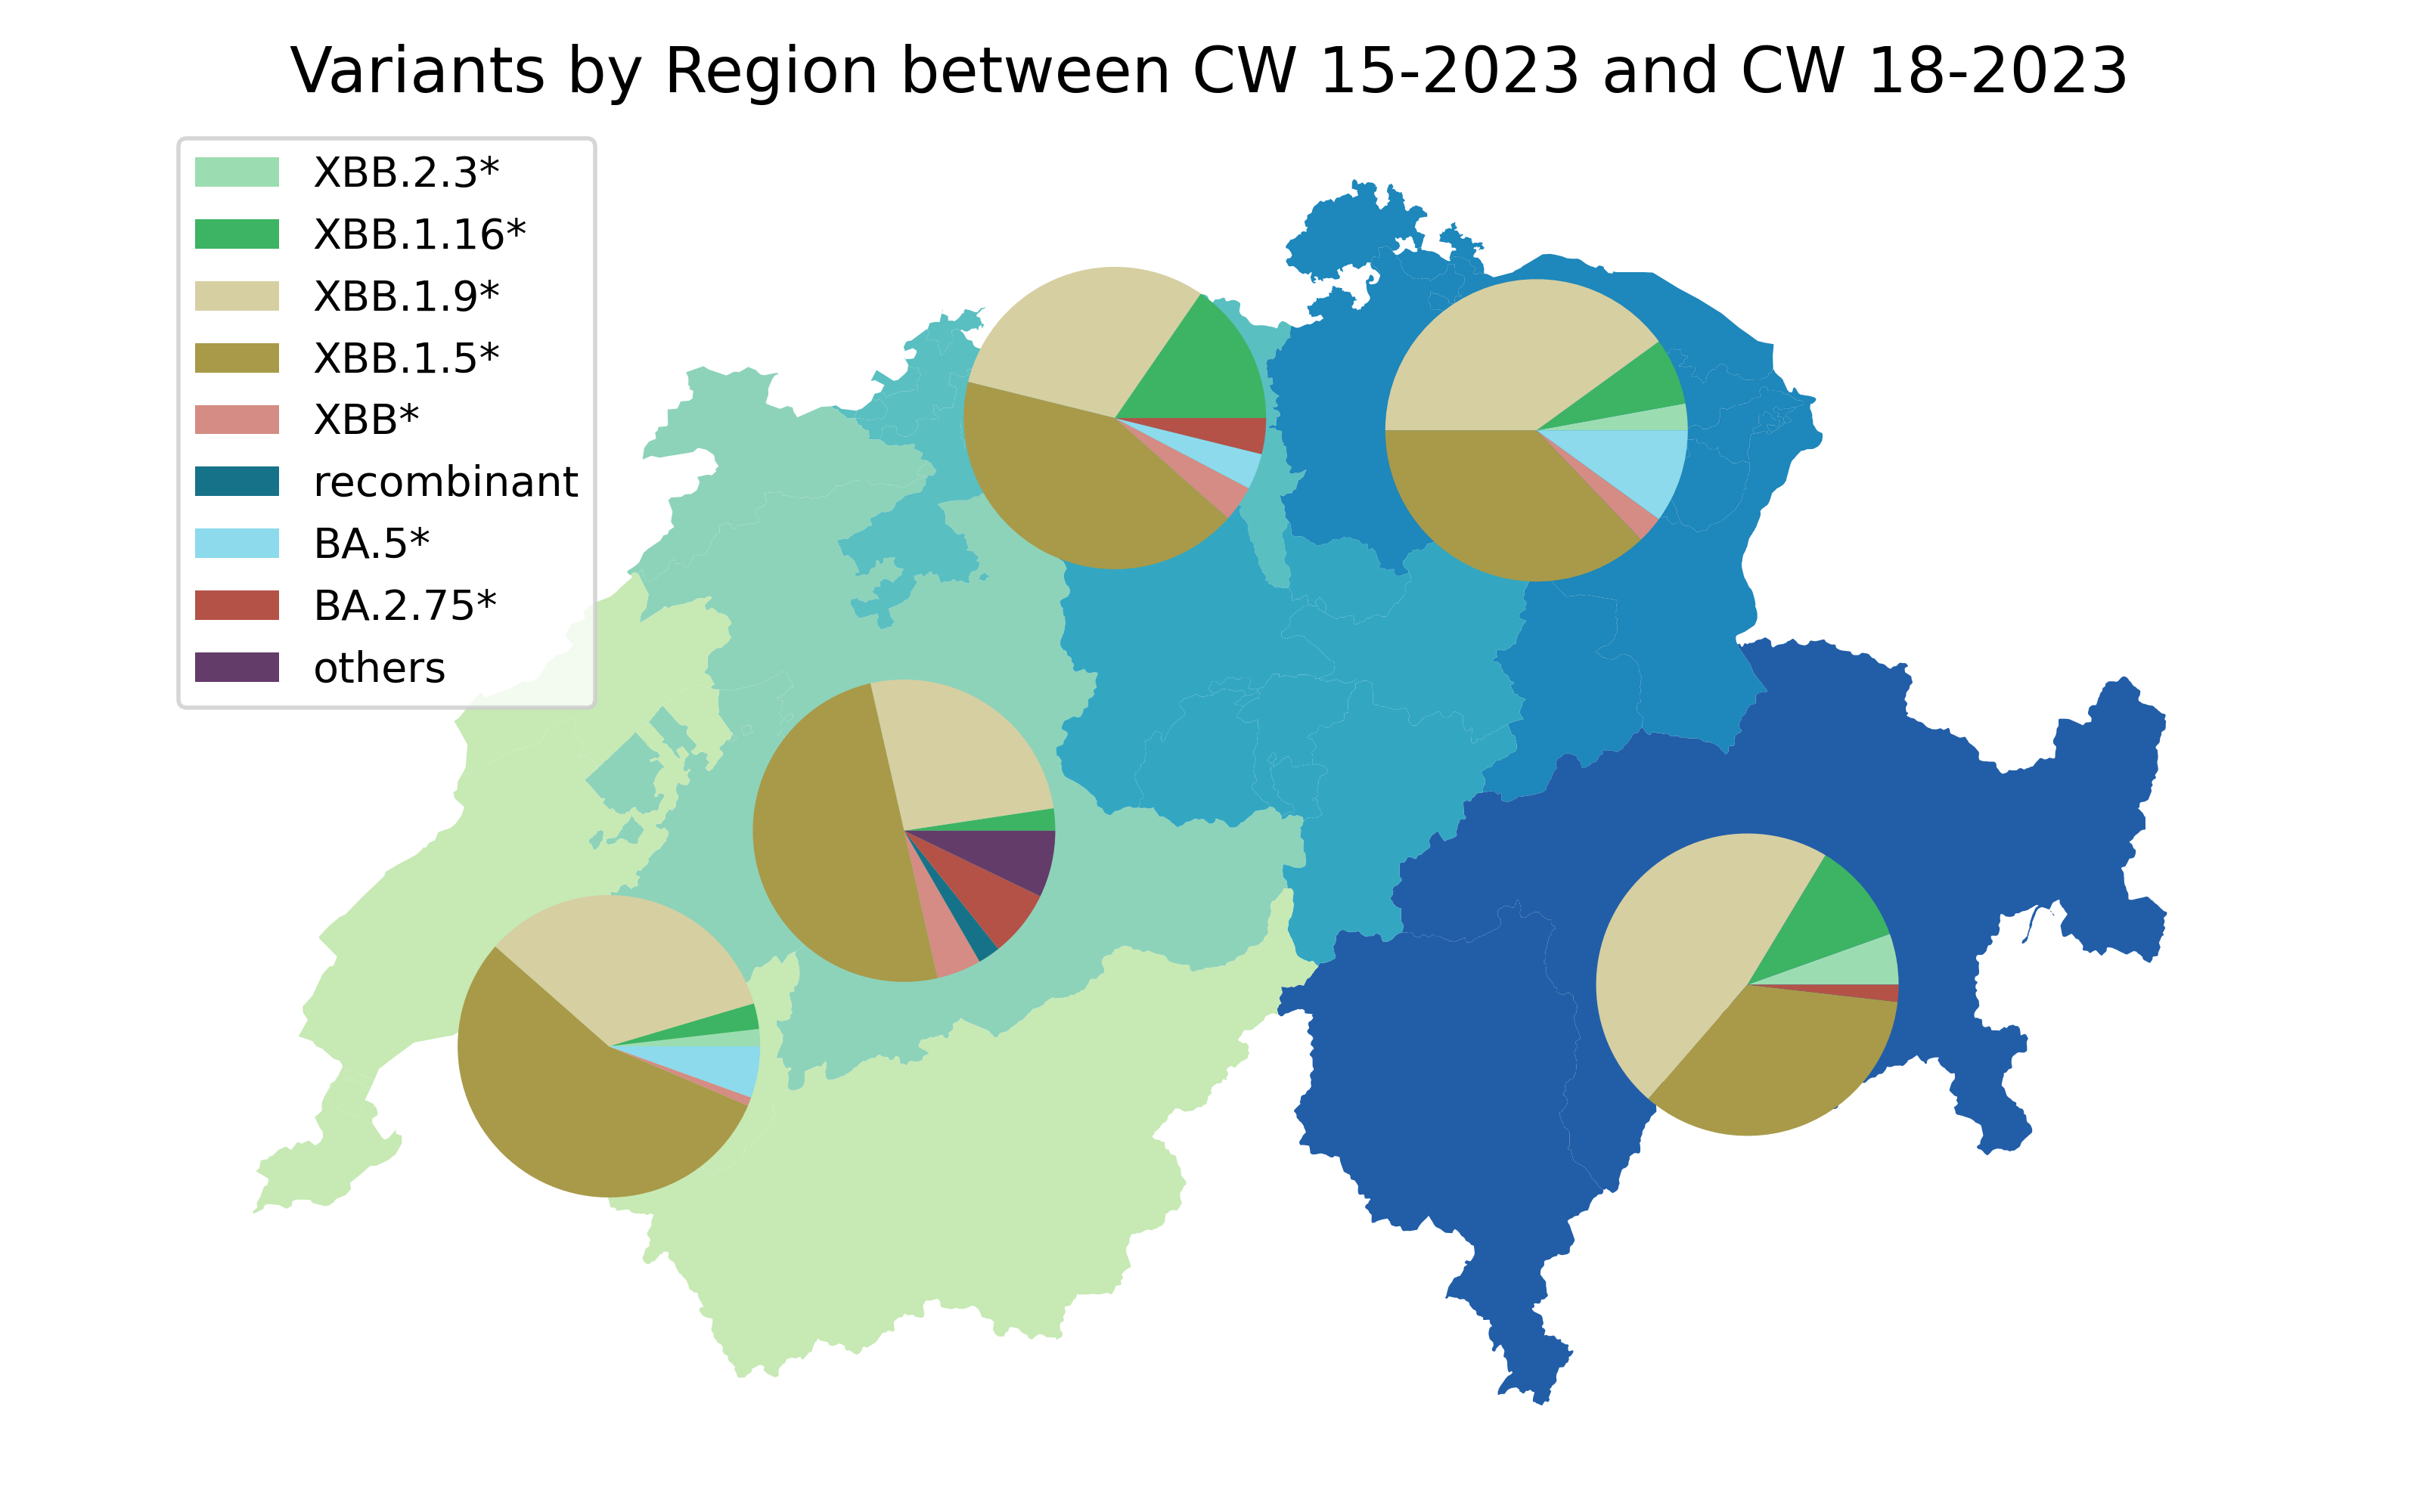 Variants by Region between CW 15-2023 and CW 18-2023
XBB.2.3*
XBB.1.16*
XBB.1.9*
XBB.1.5*
XBB*
recombinant
BA.5*
BA.2.75*
others